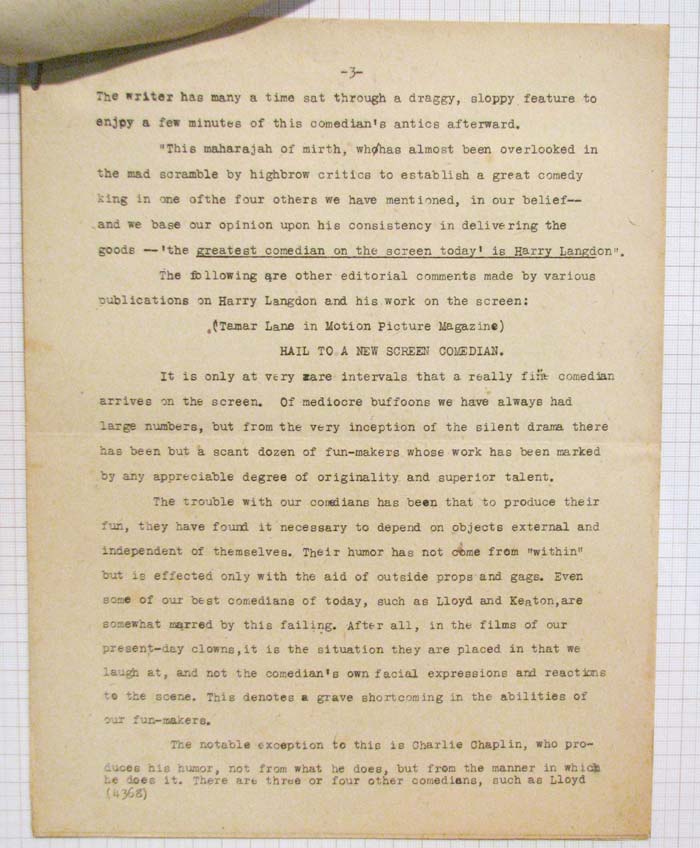 -3-
The writer has many a time sat through a draggy, sloppy feature to
enjoy a few minutes of this comedian's antics afterward.
"This maharajah of mirth, who/has almost been overlooked in
the mad scramble by highbrow critics to establish a great comedy
king in one ofthe four others we have mentioned, in our belief--
and we base our opinion upon his consistency in delivering the
goods --'the greatest comedian on the screen today' is Harry Langdon".
The following are other editorial comments made by various
publications on Harry Langdon and his work on the screen:
(Tamar Lane in Motion Picture Magazine)
HAIL TO A NEW SCREEN COMEDIAN.
It is only at very rare intervals that a really fine comedian
arrives on the screen. Of mediocre buffoons we have always had
large numbers, but from the very inception of the silent drama there
has been but a scant dozen of fun-makers whose work has been marked
by any appreciable degree of originality and superior talent.
The trouble with our comedians has been that to produce their
fun, they have found it necessary to depend on objects external and
independent of themselves. Their humor has not come from "within"
but is effected only with the aid of outside props and gags. Even
some of our best comedians of today, such as Lloyd and Keaton,are
somewhat marred by this failing. After all, in the films of our
present-day clowns,it is the situation they are placed in that we
laugh at, and not the comedian's own facial expressions and reactions
to the scene. This denotes a grave shortcoming in the abilities of
our fun-makers.
The notable exception to this is Charlie Chaplin, who pro-
duces his humor, not from what he does, but from the manner in which
he does it. There are three or four other comedians, such as Lloyd
(4368)